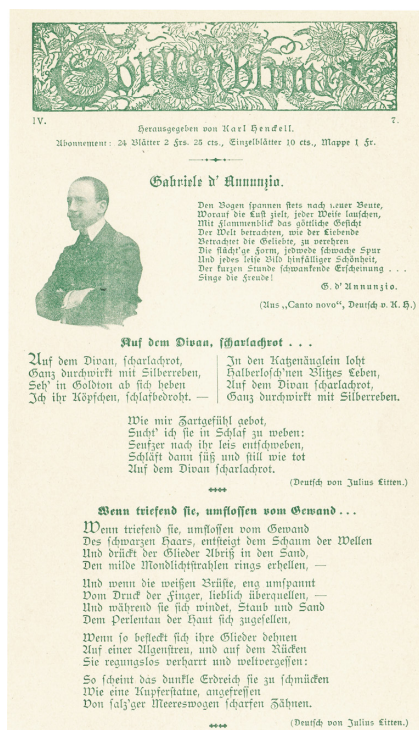 Sonnenblumen
IV.
7.
Herausgegeben von Karl Henckell.
Abonnement: 24 Blätter 2 Frs. 25 cts., Einzelblätter 10 cts., Mappe 1 Fr.
Gabriele d' Annunzio.
Den Bogen spannen stets nach neuer Beute,
Worauf die Lust zielt, jeder Weise lauschen,
Mit Flammenblick das göttliche Gesicht
Der Welt betrachten, wie der Liebende
Betrachtet die Geliebte, zu verehren
Die flücht'ge Form, jedwede schwache Spur
Und jedes leise Bild hinfälliger Schönheit,
Der kurzen Stunde schwankende Erscheinung . . .
Singe die Freude!
G. d'Annunzio.
(Aus „Canto novo“, Deutsch v. K. H.)
Auf dem Divan, scharlachrot . . .
Auf dem Divan, scharlachrot,
Ganz durchwirkt mit Silberreben,
Seh' in Goldton ab sich heben
Ich ihr Köpfchen, schlafbedroht. —
In den Katzenäuglein loht
Halberlosch'nen Blitzes Leben,
Auf dem Divan scharlachrot,
Ganz durchwirkt mit Silberreben.
Wie mir Zartgefühl gebot,
Sucht' ich sie in Schlaf zu weben:
Seufzer nach ihr leis entschweben,
Schläft dann süß und still wie tot
Auf dem Divan scharlachrot.
(Deutsch von Julius Litten.)
Wenn triefend sie, umflossen vom Gewand . . .
Wenn triefend sie, umflossen vom Gewand
Des schwarzen Haars, entsteigt dem Schaum der Wellen
Und drückt der Glieder Abriß in den Sand,
Den milde Mondlichtstrahlen rings erhellen, —
Und wenn die weißen Brüste, eng umspannt
Vom Druck der Finger, lieblich überquellen, —
Und während sie sich windet, Staub und Sand
Dem Perlentau der Haut sich zugesellen,
Wenn so befleckt sich ihre Glieder dehnen
Auf einer Algenstreu, und auf dem Rücken
Sie regungslos verharrt und weltvergessen:
So scheint das dunkle Erdreich sie zu schmücken
Wie eine Kupferstatue, angefressen
Von salz'ger Meereswogen scharfen Zähnen.
(Deutsch von Julius Litten.)